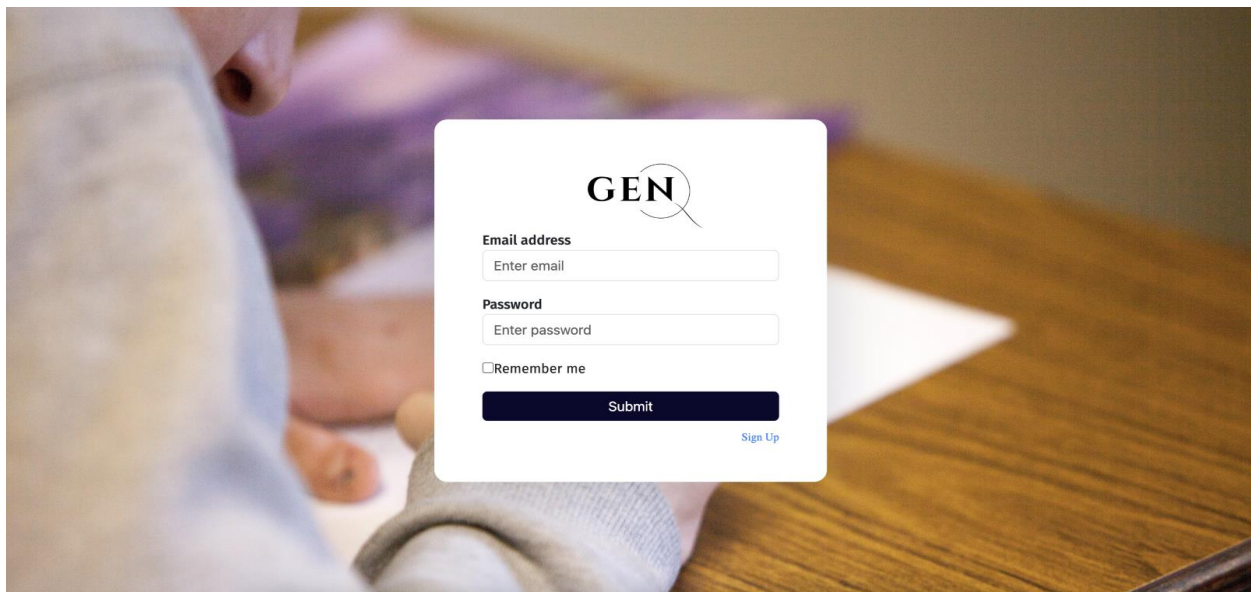 GEN Q
Email address
Enter email
Password
Enter password
Remember me
Submit
Sign Up